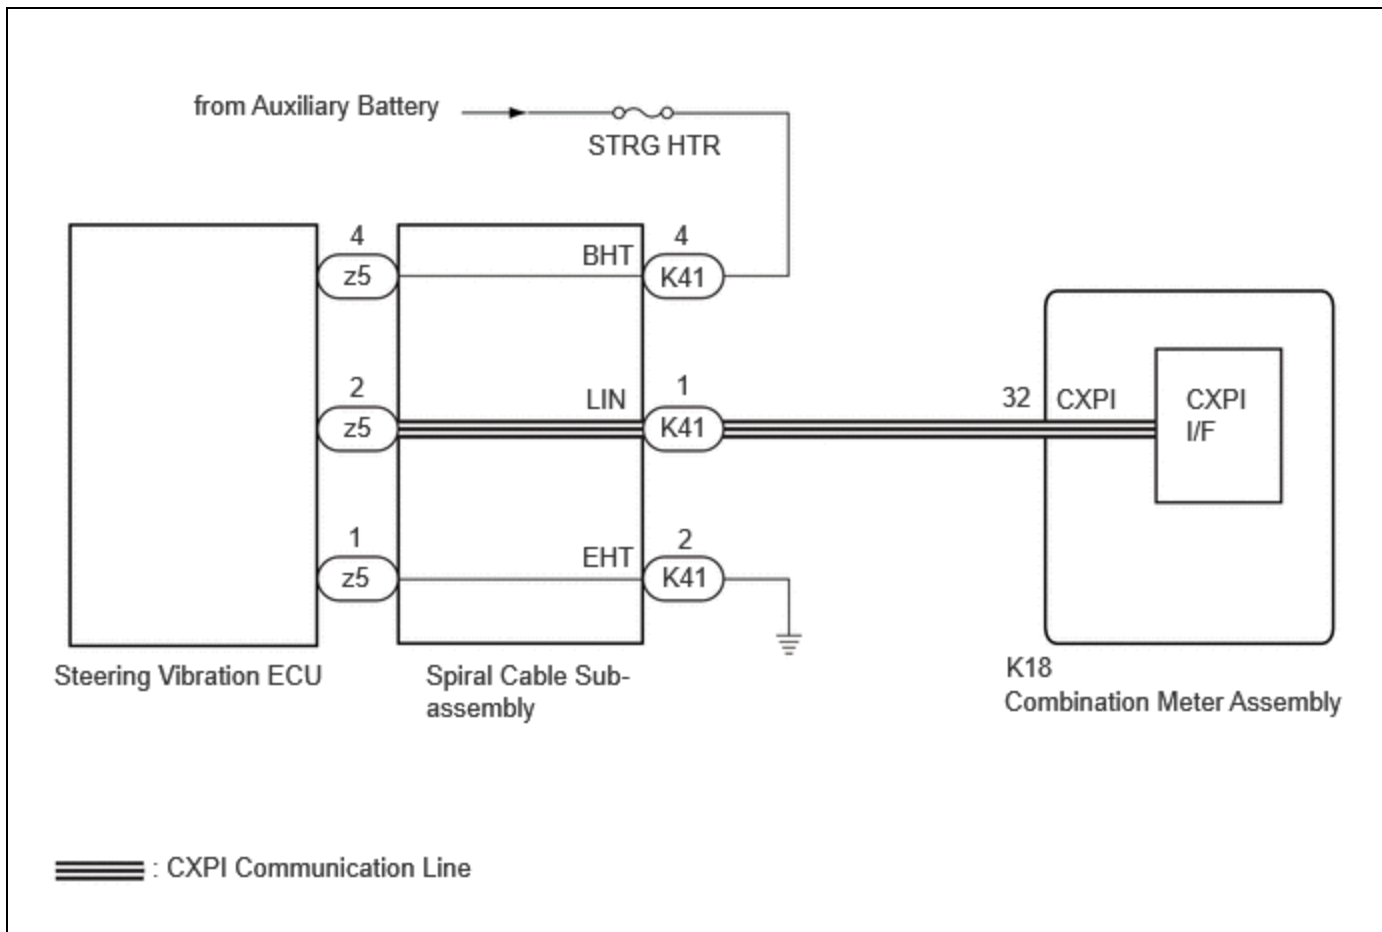 from Auxiliary Battery
STRG HTR
4
z5
BHT
4
K41
2
z5
LIN
1
K41
32
CXPI
CXPI
I/F
1
z5
EHT
2
K41
Steering Vibration ECU
Spiral Cable Sub-
assembly
K18
Combination Meter Assembly
: CXPI Communication Line